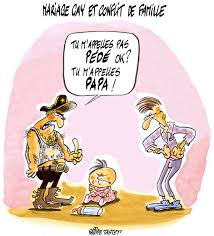 MARIAGE GAY ET CONFLIT DE FAMILLE
TU M'APPELLES PAS
PÉDÉ OK?
TU M'APPELLES
PAPA !